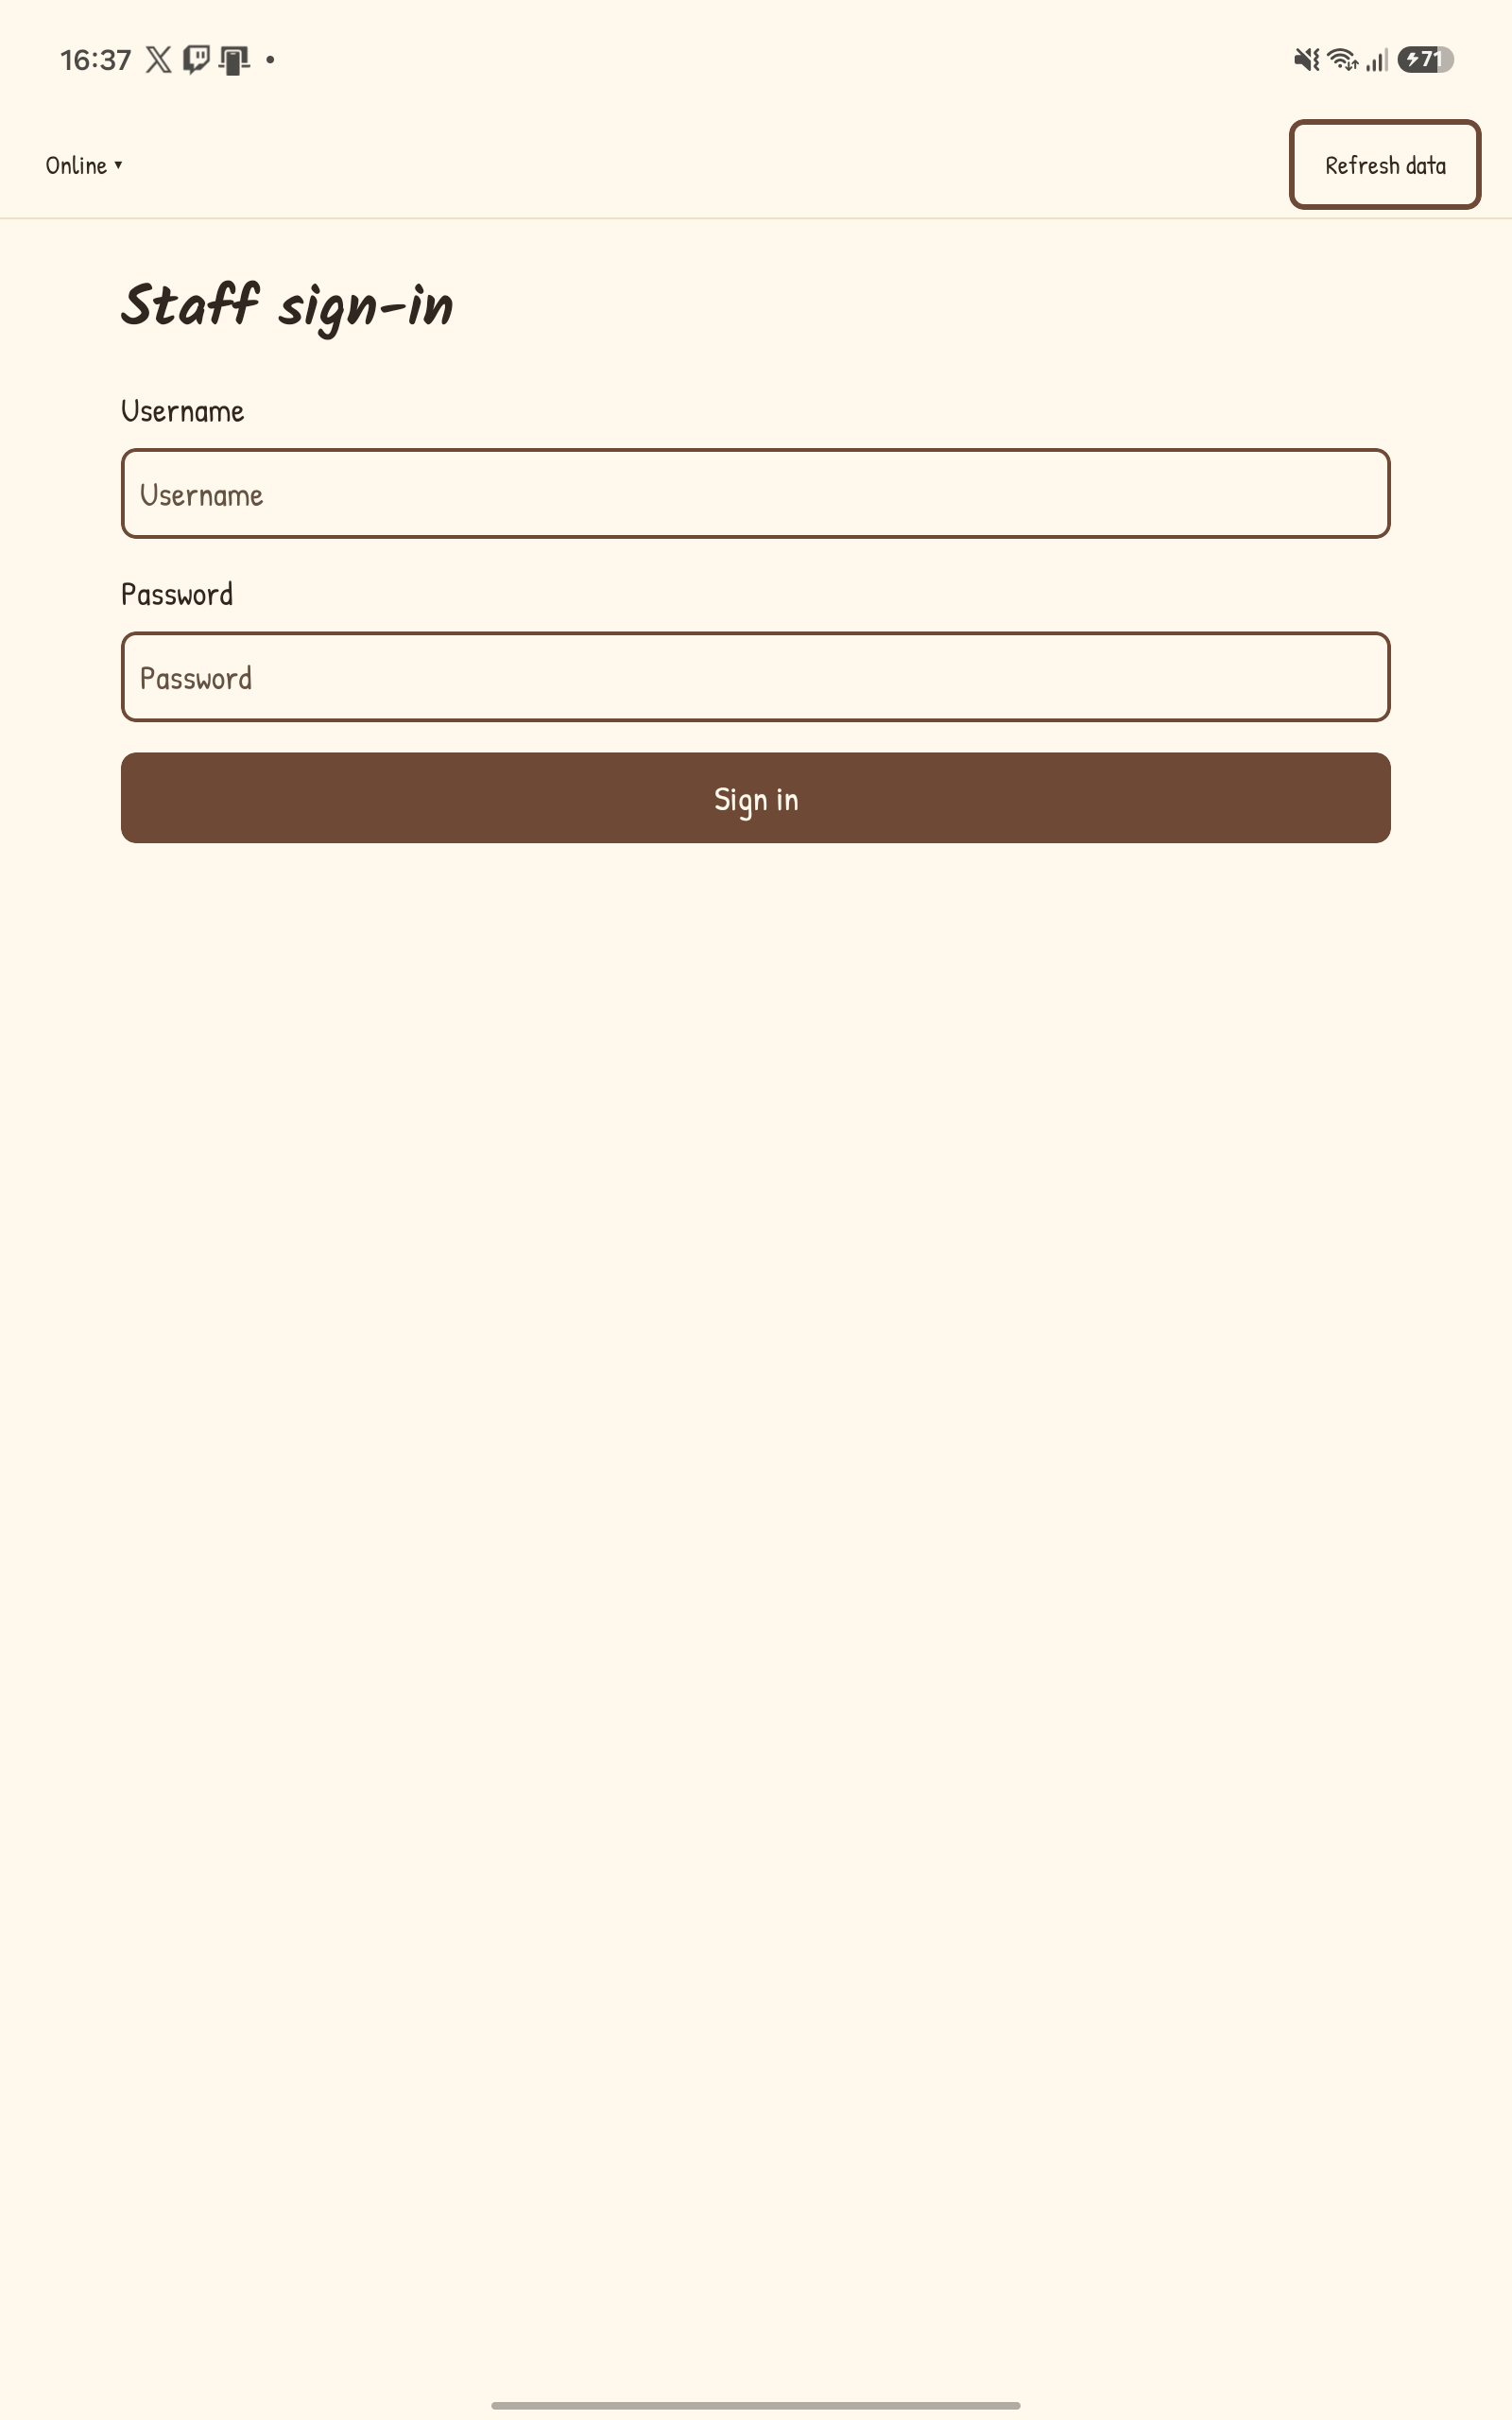 16:37
71
Online ▾
Refresh data
Staff sign-in
Username
Username
Password
Password
Sign in